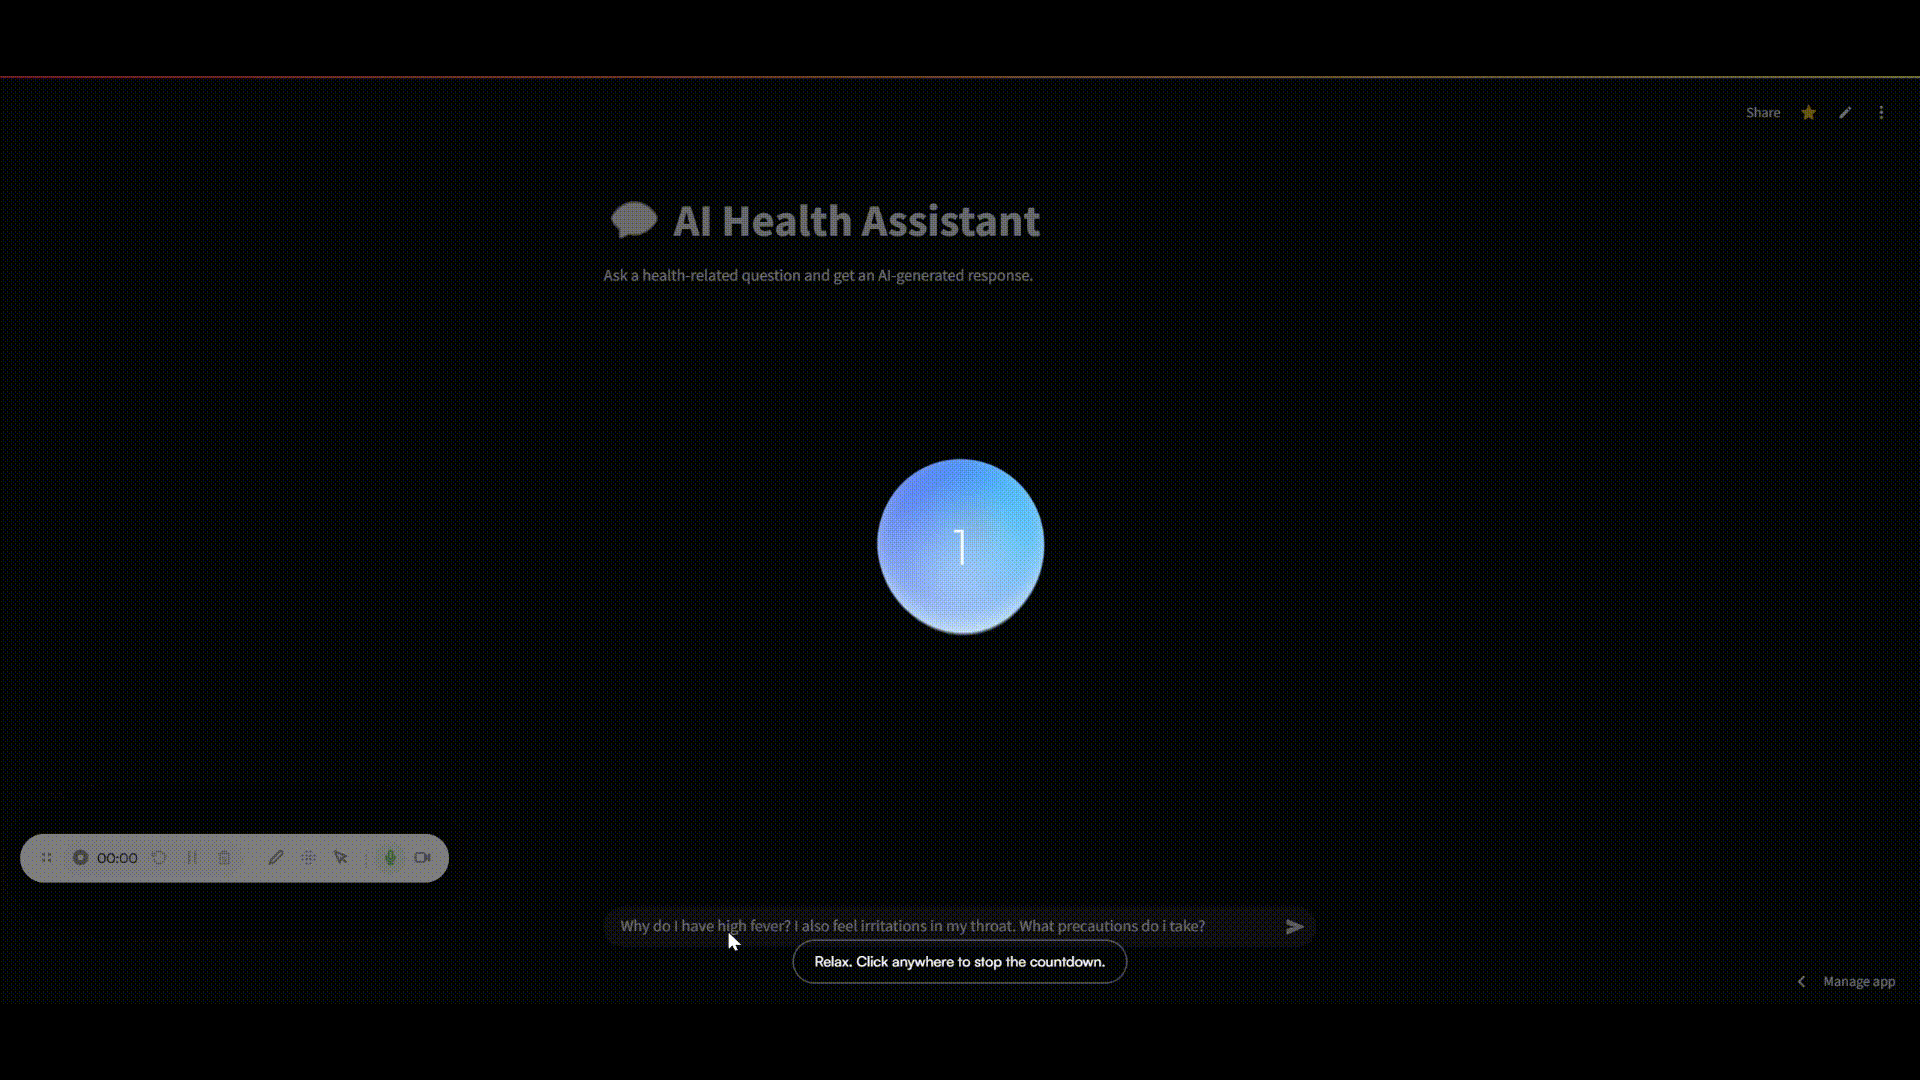 Share
AI Health Assistant
Ask a health-related question and get an AI-generated response.
1
00:00
Why do I have high fever? I also feel irritations in my throat. What precautions do i take?
Relax. Click anywhere to stop the countdown.
Manage app